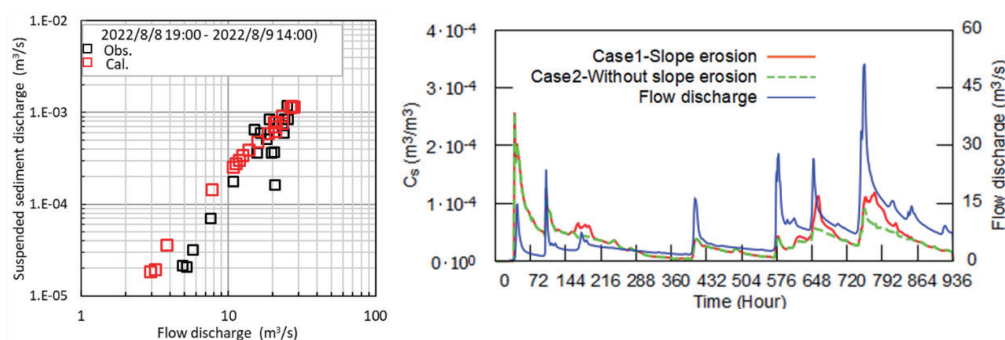 2022/8/8 19:00 - 2022/8/9 14:00)
Obs.
Cal.
1.E-02
1.E-03
1.E-04
1.E-05
Suspended sediment discharge (m³/s)
1 10 100
Flow discharge (m³/s)
Case1-Slope erosion
Case2-Without slope erosion
Flow discharge
4·10⁻⁴
3·10⁻⁴
2·10⁻⁴
1·10⁻⁴
0·10⁰
Cs (m³/m³)
60
45
30
15
0
Flow discharge (m³/s)
0 72 144 216 288 360 432 504 576 648 720 792 864 936
Time (Hour)